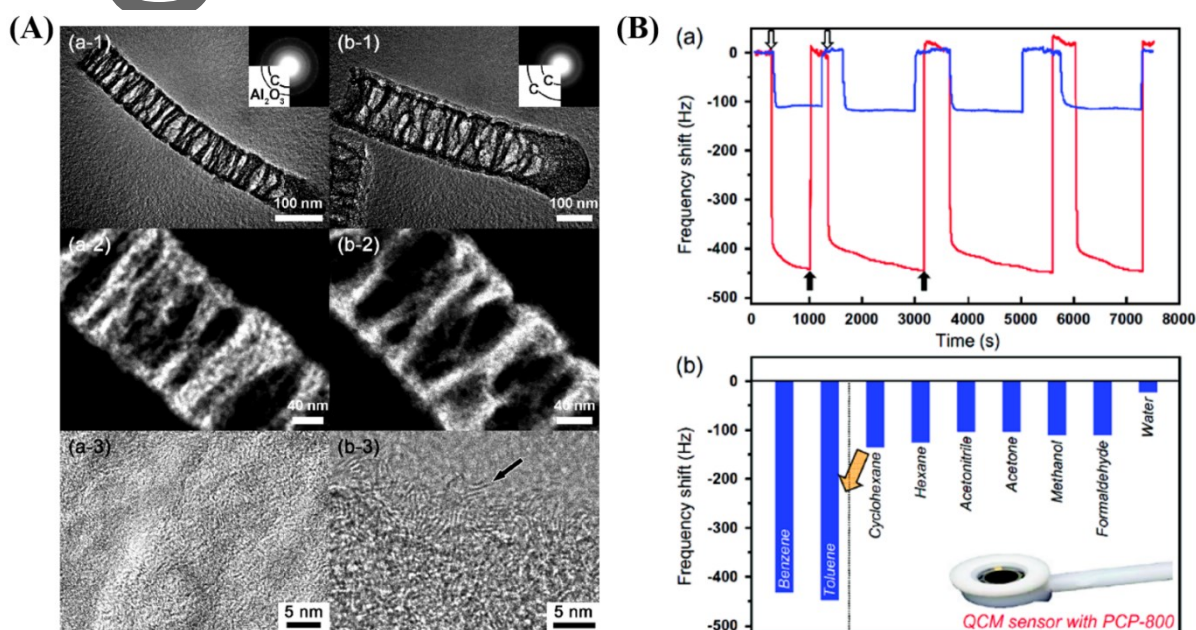 (A)
(a-1)
C
Al2O3
100 nm
(b-1)
C
C
100 nm
(a-2)
40 nm
(b-2)
40 nm
(a-3)
5 nm
(b-3)
5 nm
(B)
(a)
Frequency shift (Hz)
0
-100
-200
-300
-400
-500
0
1000
2000
3000
4000
5000
6000
7000
8000
Time (s)
(b)
Frequency shift (Hz)
0
-100
-200
-300
-400
-500
Benzene
Toluene
Cyclohexane
Hexane
Acetonitrile
Acetone
Methanol
Formaldehyde
Water
QCM sensor with PCP-800